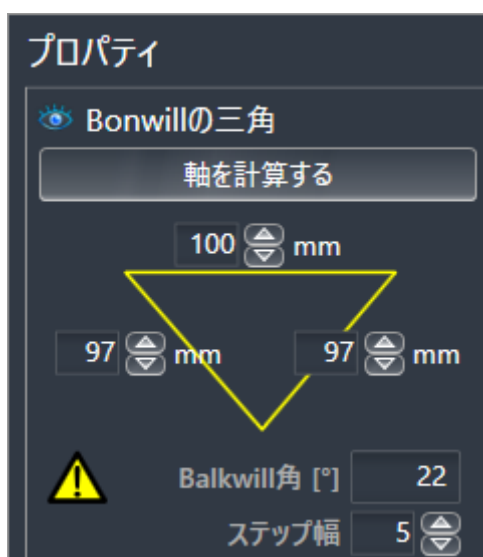 プロパティ
Bonwillの三角
軸を計算する
100 mm
97 mm 97 mm
Balkwill角 [°] 22
ステップ幅 5